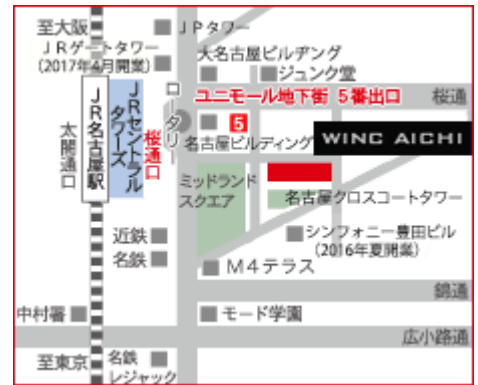 至大阪
JPタワー
JRゲートタワー
(2017年4月開業)
大名古屋ビルヂング
ジュンク堂
ユニモール地下街 5番出口
桜通
ロータリー
JRセントラル
タワーズ
JR名古屋駅
太閤通口
桜通口
5
名古屋ビルディング
WINC AICHI
ミッドランド
スクエア
名古屋クロスコートタワー
近鉄
シンフォニー豊田ビル
(2016年夏開業)
名鉄
M4テラス
錦通
中村署
モード学園
広小路通
至東京
名鉄
レジャック